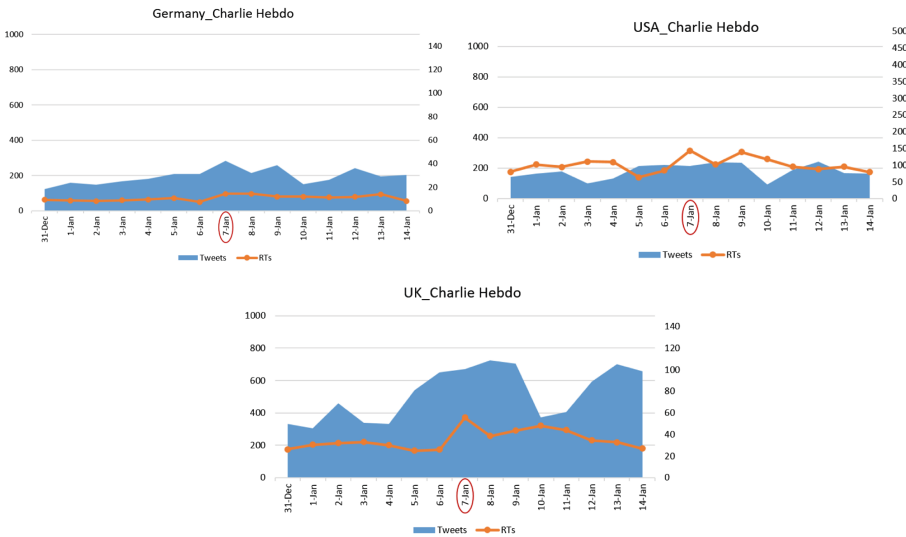 Germany_Charlie Hebdo
1000
800
600
400
200
0
140
120
100
80
60
40
20
0
31-Dec
1-Jan
2-Jan
3-Jan
4-Jan
5-Jan
6-Jan
7-Jan
8-Jan
9-Jan
10-Jan
11-Jan
12-Jan
13-Jan
14-Jan
Tweets RTs
USA_Charlie Hebdo
1000
800
600
400
200
0
500
450
400
350
300
250
200
150
100
50
0
31-Dec
1-Jan
2-Jan
3-Jan
4-Jan
5-Jan
6-Jan
7-Jan
8-Jan
9-Jan
10-Jan
11-Jan
12-Jan
13-Jan
14-Jan
Tweets RTs
UK_Charlie Hebdo
1000
800
600
400
200
0
140
120
100
80
60
40
20
0
31-Dec
1-Jan
2-Jan
3-Jan
4-Jan
5-Jan
6-Jan
7-Jan
8-Jan
9-Jan
10-Jan
11-Jan
12-Jan
13-Jan
14-Jan
Tweets RTs